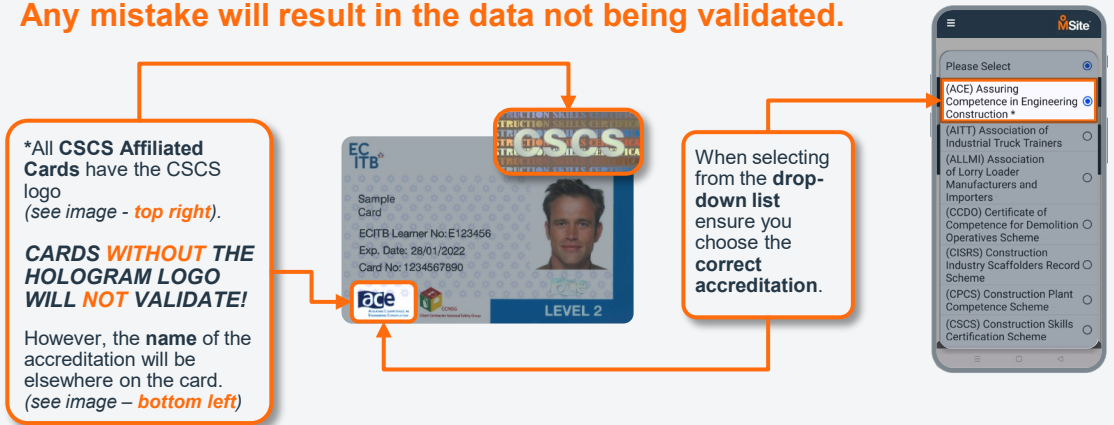 Any mistake will result in the data not being validated.
*All CSCS Affiliated
Cards have the CSCS
logo
(see image - top right).
CARDS WITHOUT THE
HOLOGRAM LOGO
WILL NOT VALIDATE!
However, the name of the
accreditation will be
elsewhere on the card.
(see image – bottom left)
EC
ITB
CSCS
Sample
Card
ECITB Learner No: E123456
Exp. Date: 28/01/2022
Card No: 1234567890
ace
LEVEL 2
When selecting
from the drop-
down list
ensure you
choose the
correct
accreditation.
MSite
Please Select
(ACE) Assuring
Competence in Engineering
Construction *
(AITT) Association of
Industrial Truck Trainers
(ALLMI) Association
of Lorry Loader
Manufacturers and
Importers
(CCDO) Certificate of
Competence for Demolition
Operatives Scheme
(CISRS) Construction
Industry Scaffolders Record
Scheme
(CPCS) Construction Plant
Competence Scheme
(CSCS) Construction Skills
Certification Scheme